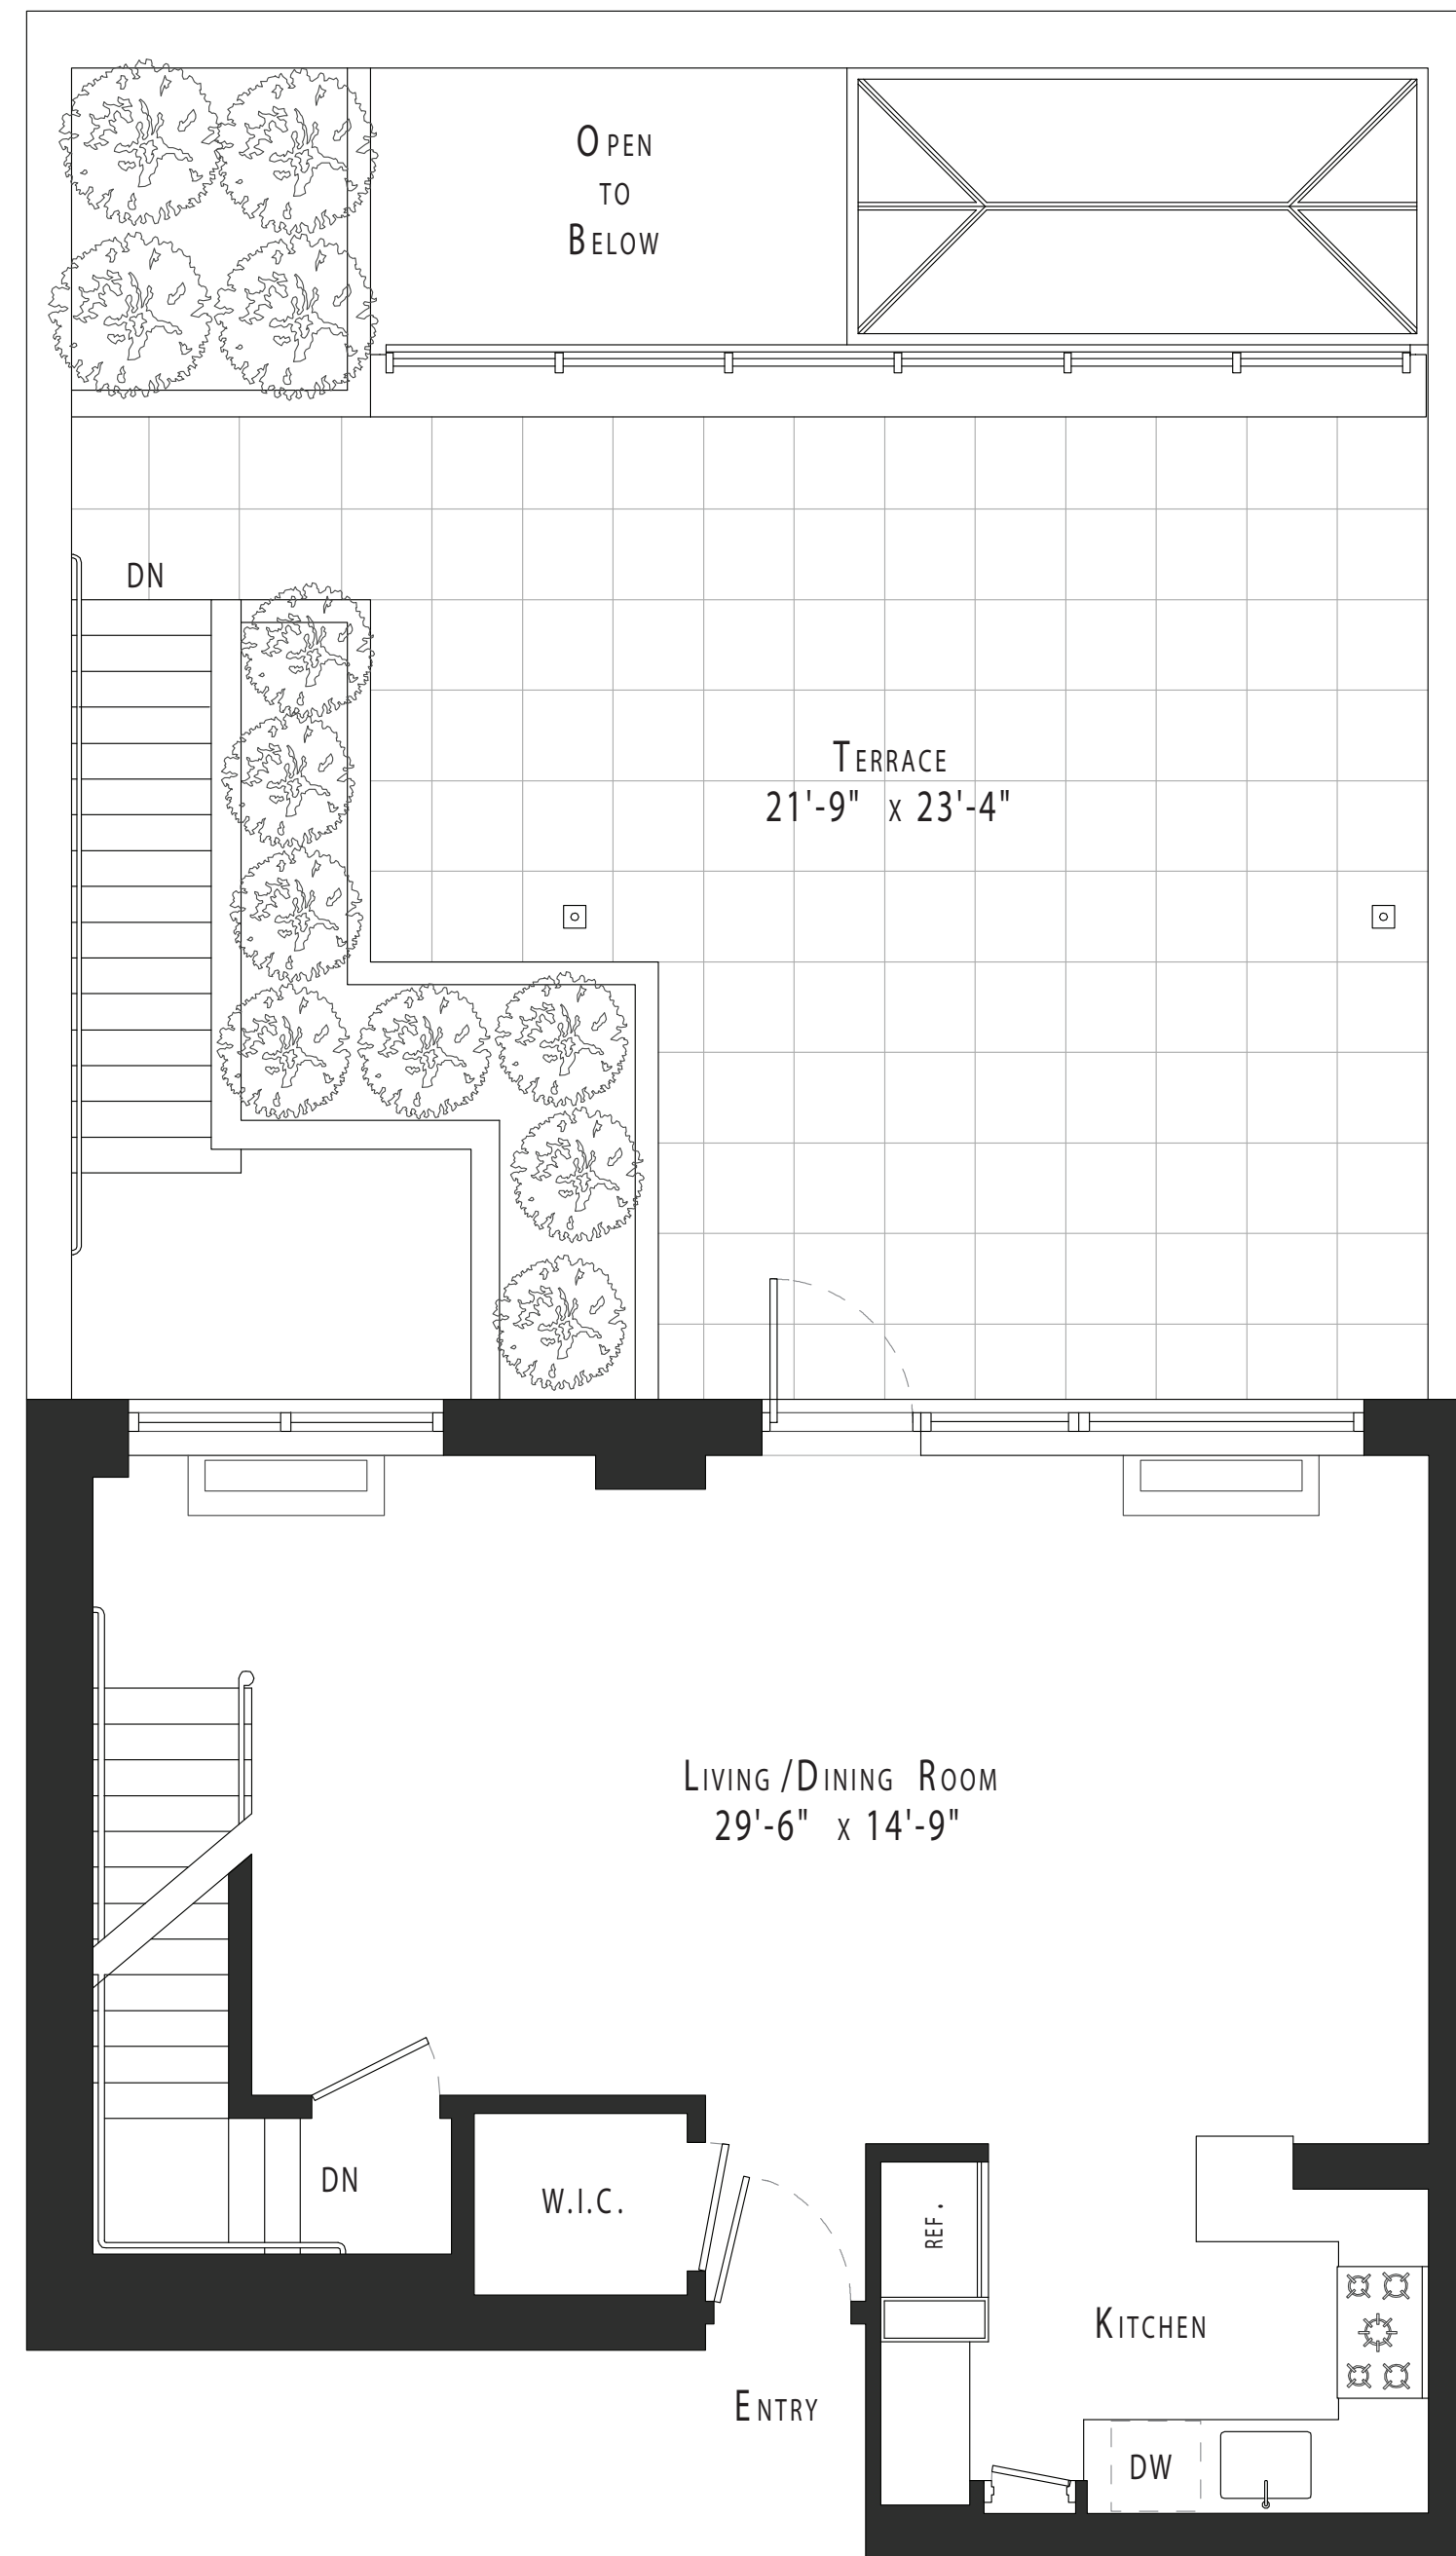 OPEN
TO
BELOW
DN
TERRACE
21'-9" X 23'-4"
LIVING/DINING ROOM
29'-6" X 14'-9"
DN
W.I.C.
REF.
KITCHEN
ENTRY
DW